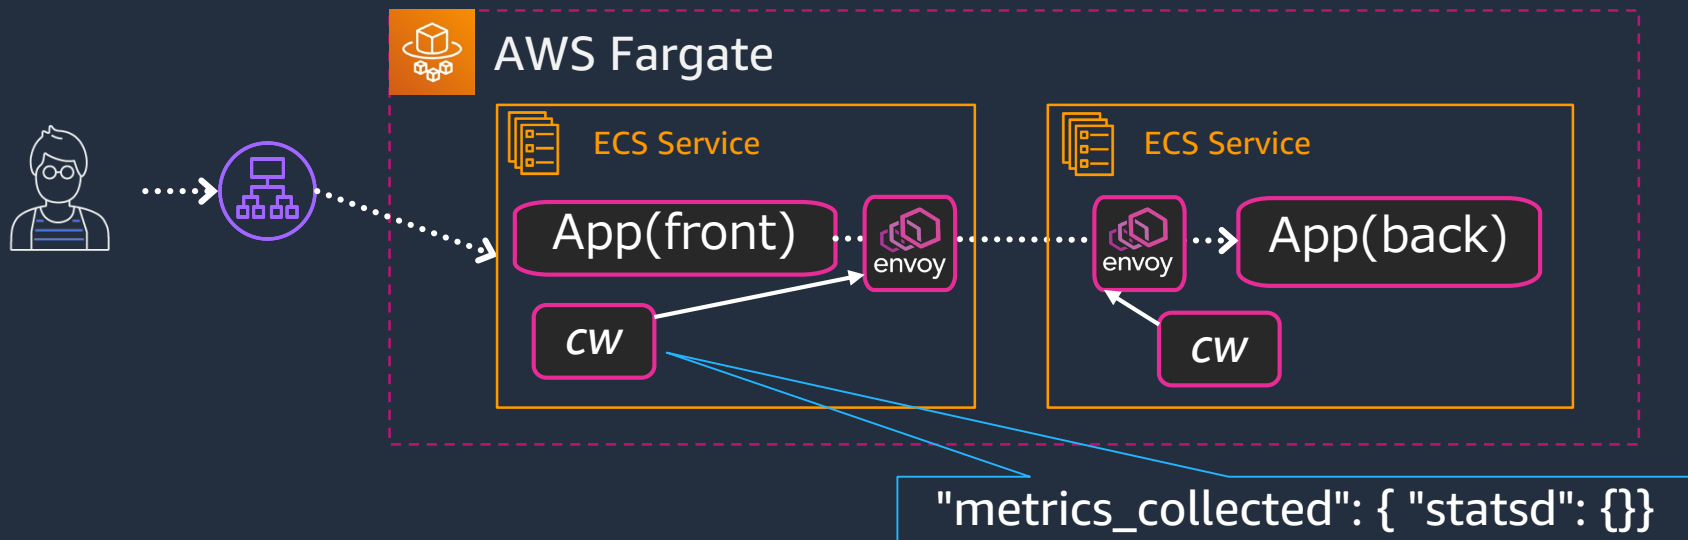 AWS Fargate
ECS Service
App(front)
envoy
cw
ECS Service
envoy
App(back)
cw
"metrics_collected": { "statsd": {}}